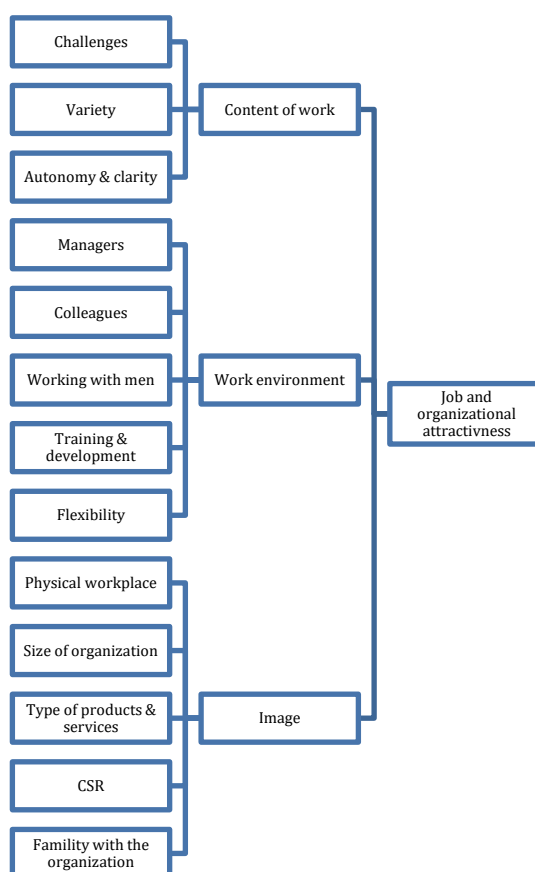 Challenges
Variety
Autonomy & clarity
Content of work
Managers
Colleagues
Working with men
Training &
development
Flexibility
Work environment
Physical workplace
Size of organization
Type of products &
services
CSR
Famility with the
organization
Image
Job and
organizational
attractivness